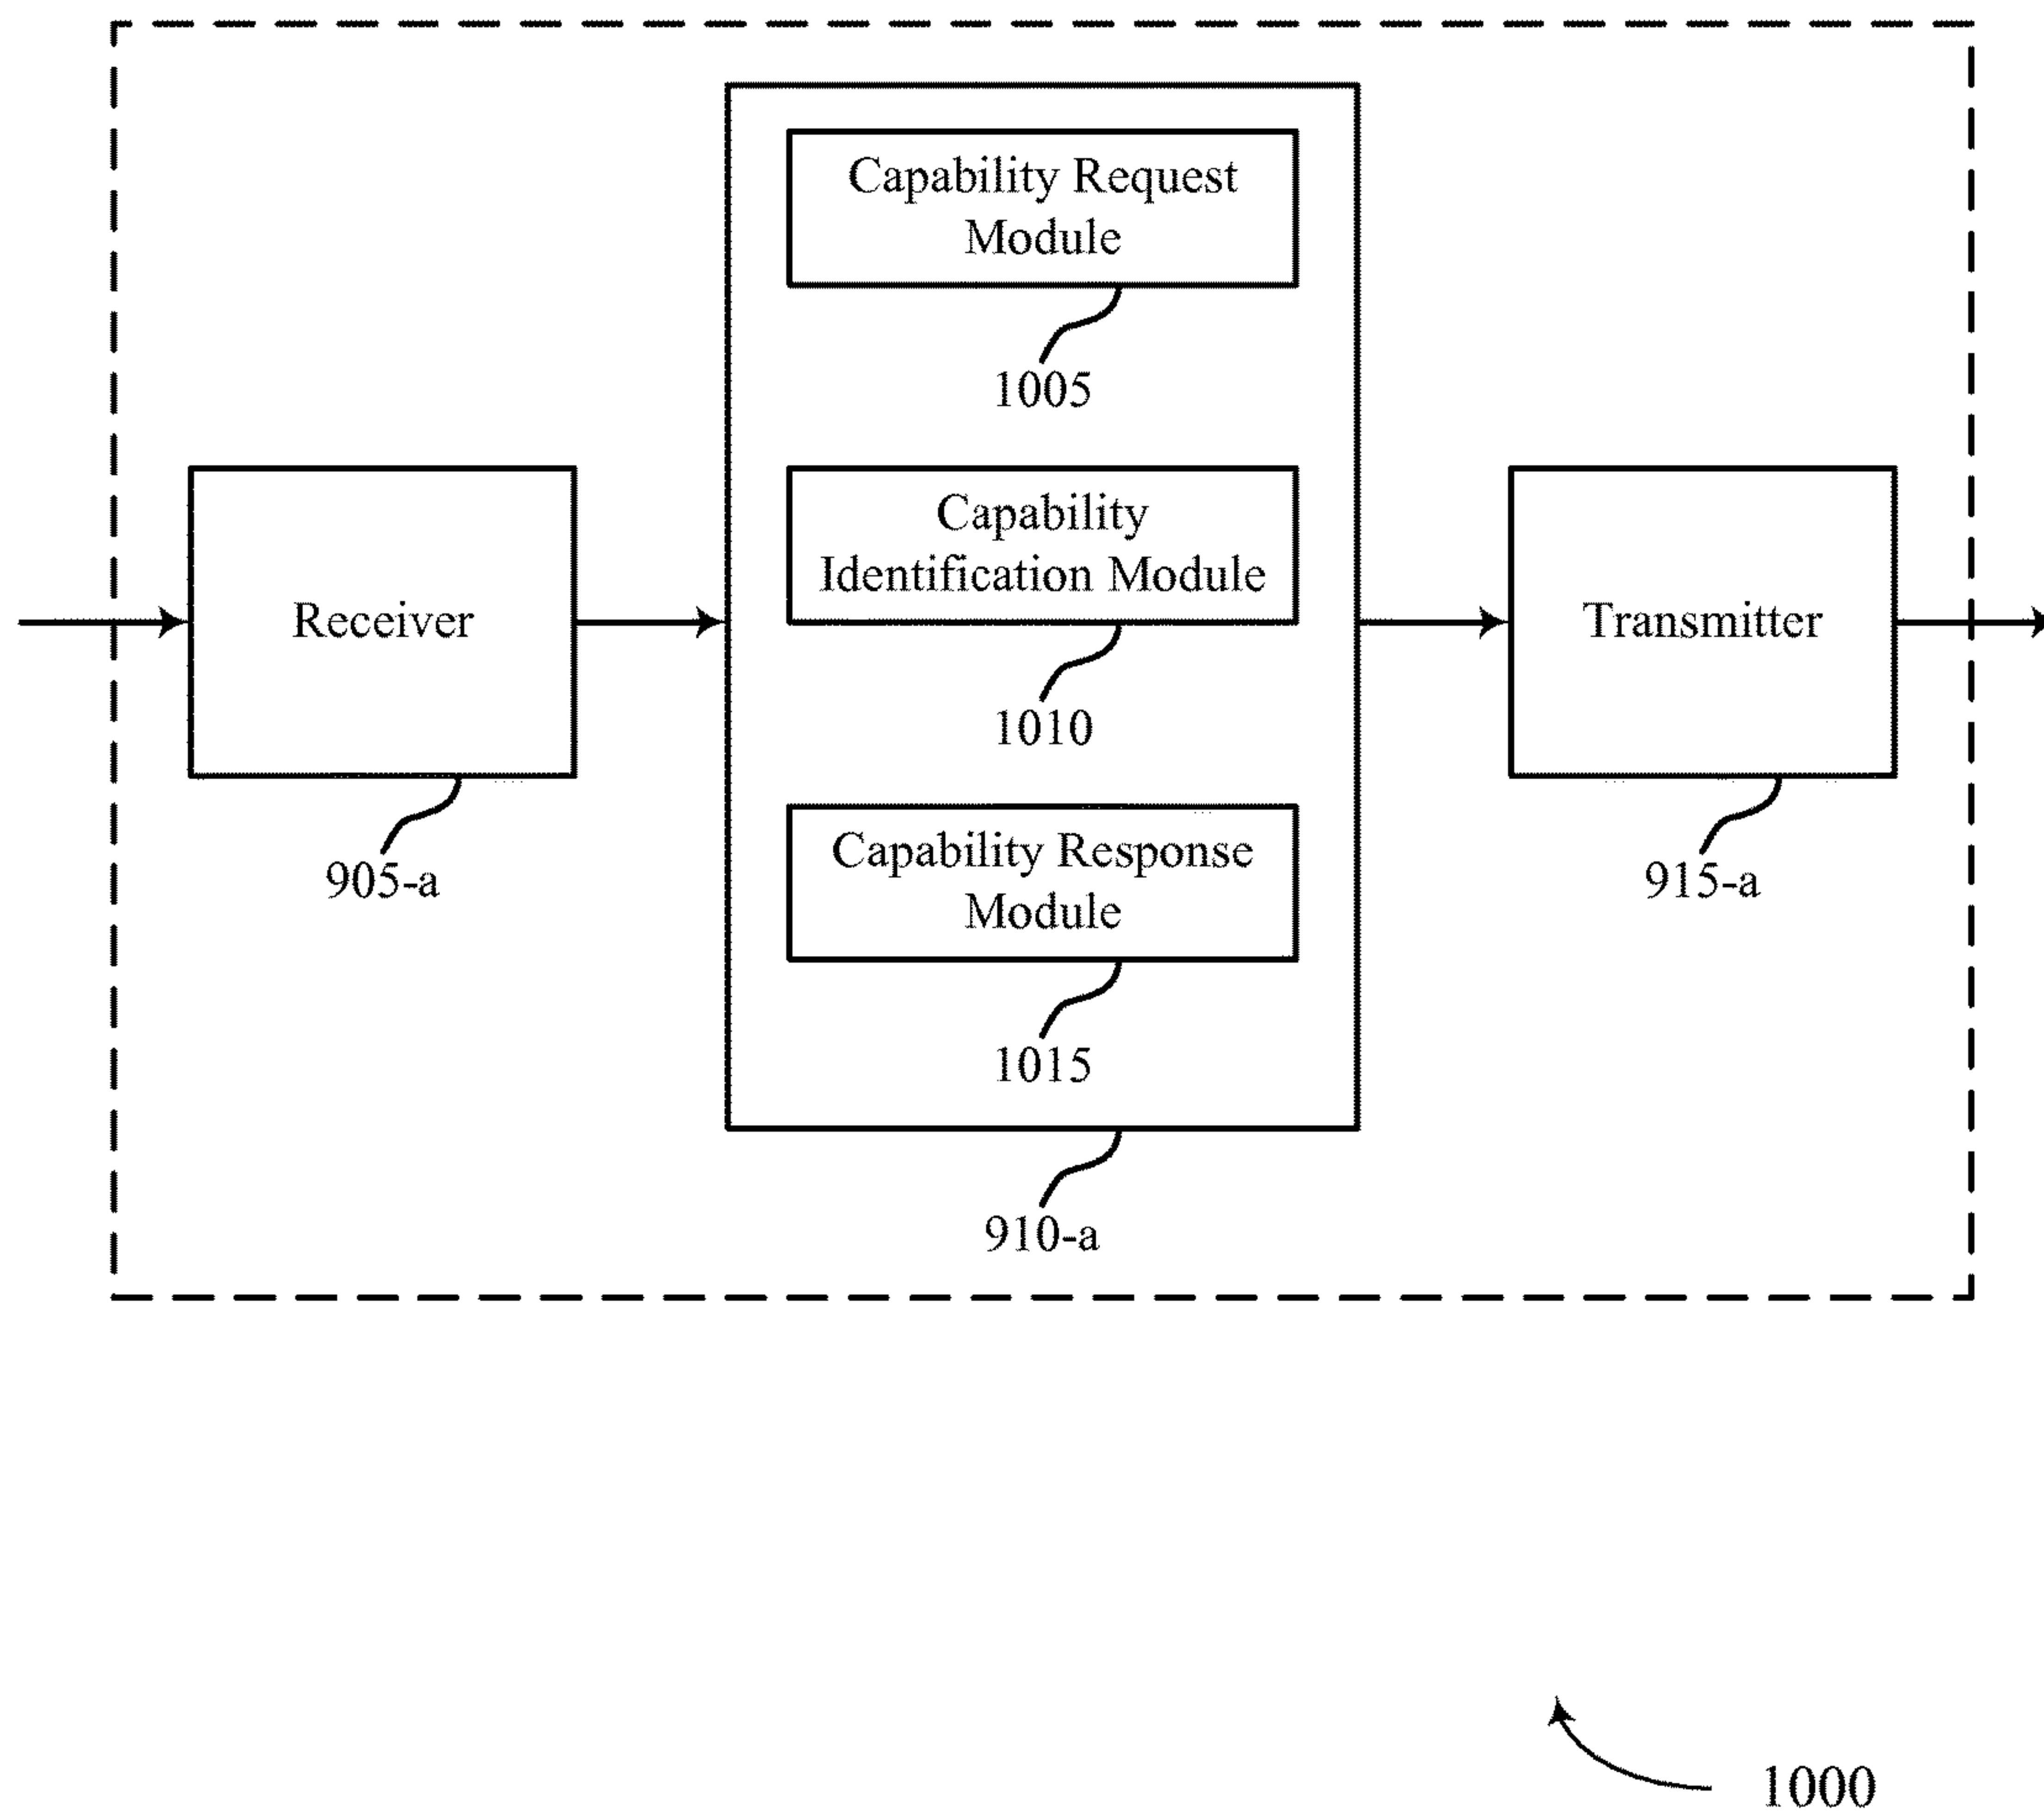 Capability Request
Module
1005
Capability
Identification Module
1010
Receiver
Transmitter
905-a
915-a
Capability Response
Module
1015
910-a
1000